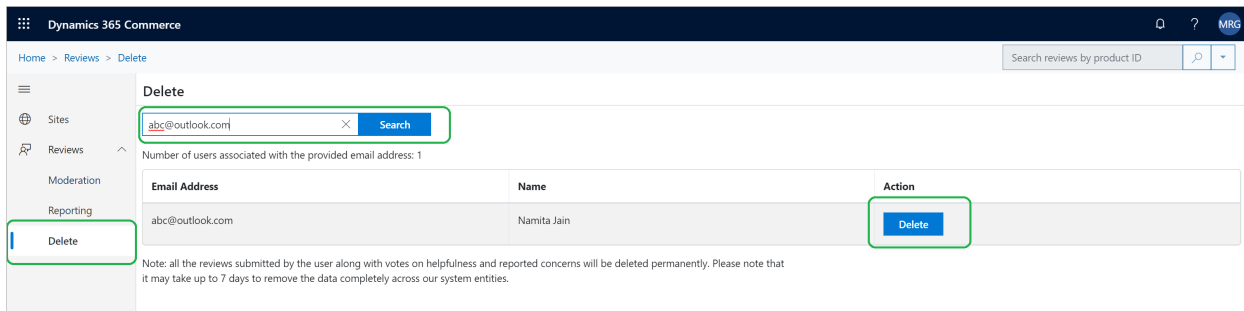 Dynamics 365 Commerce
?
MRG
Home > Reviews > Delete
Search reviews by product ID
Delete
Sites
abc@outlook.com
Search
Reviews
Number of users associated with the provided email address: 1
Moderation
Email Address Name Action
Reporting
abc@outlook.com Namita Jain Delete
Delete
Note: all the reviews submitted by the user along with votes on helpfulness and reported concerns will be deleted permanently. Please note that
it may take up to 7 days to remove the data completely across our system entities.